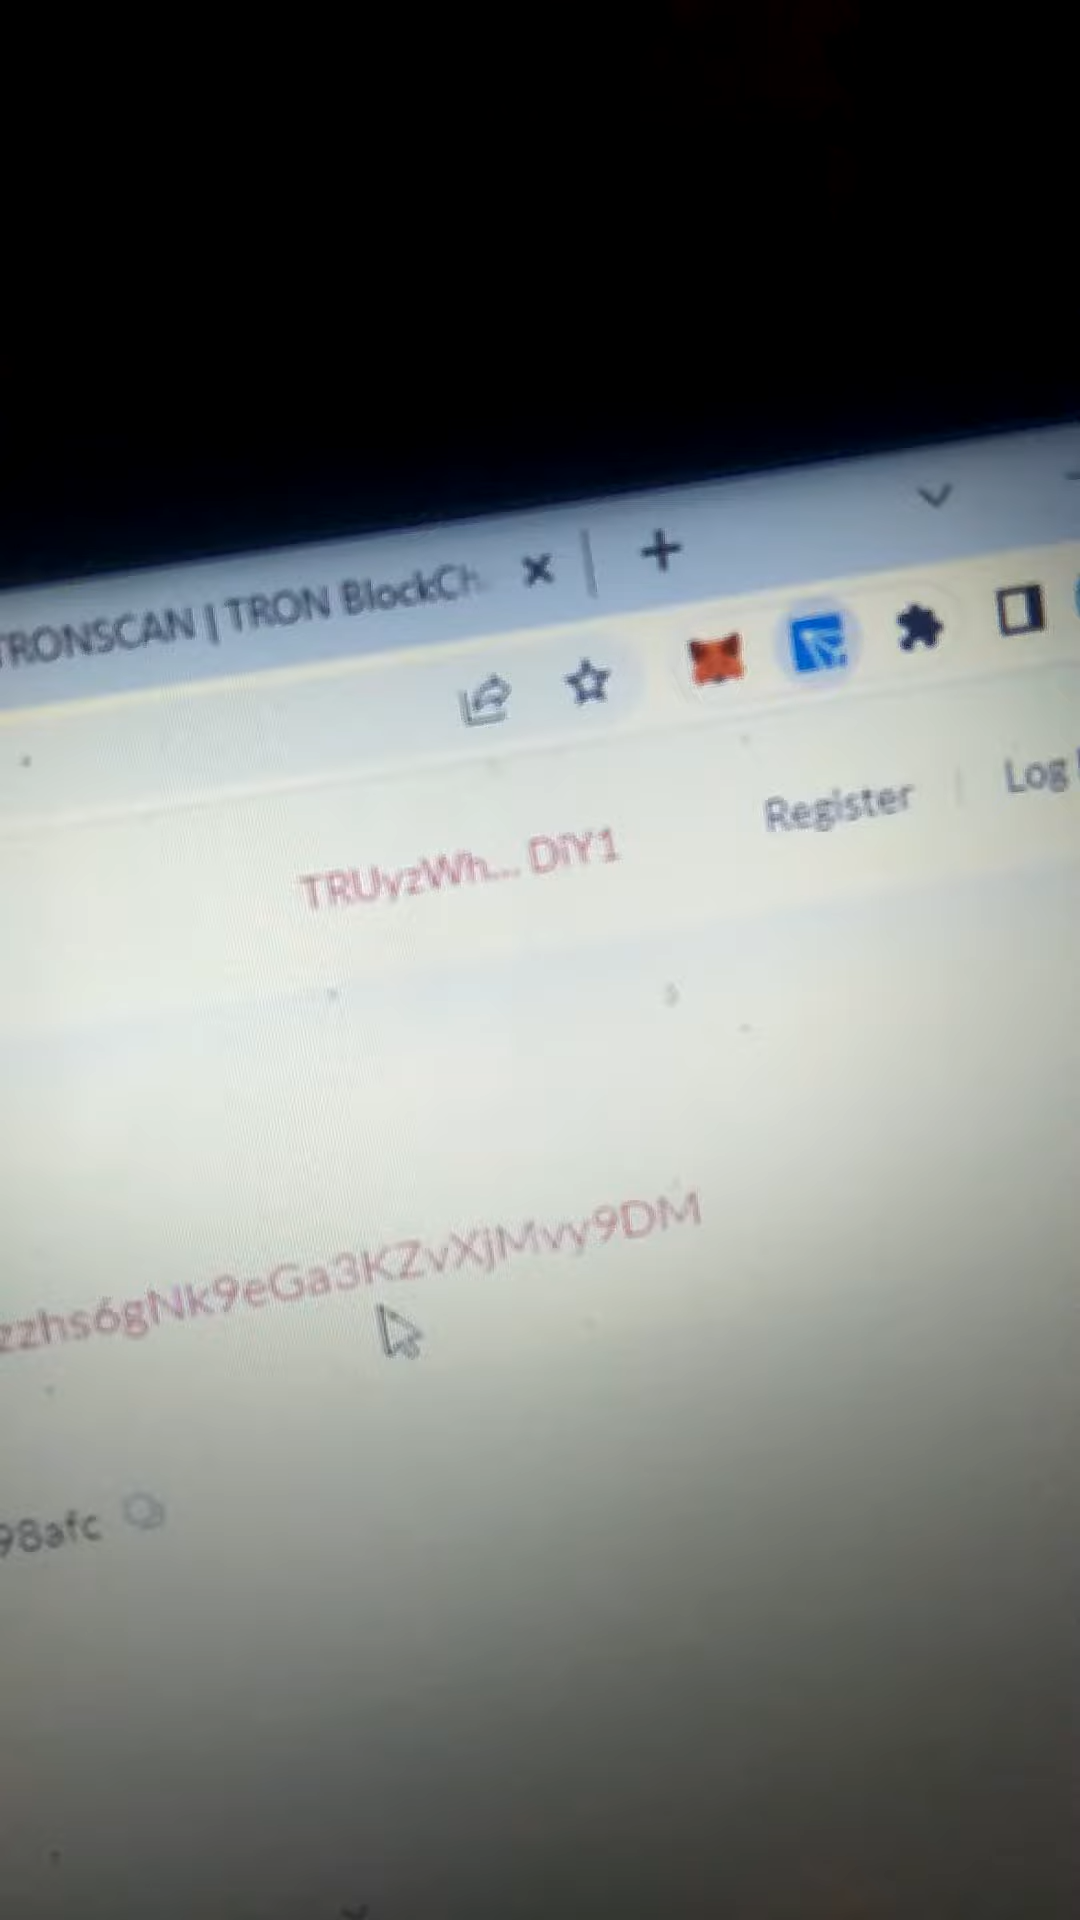 TRONSCAN | TRON BlockCh
TRUyzWh... DiY1
Register
Log
zzhs6gNk9eGa3KZvXjMvy9DM
98afc